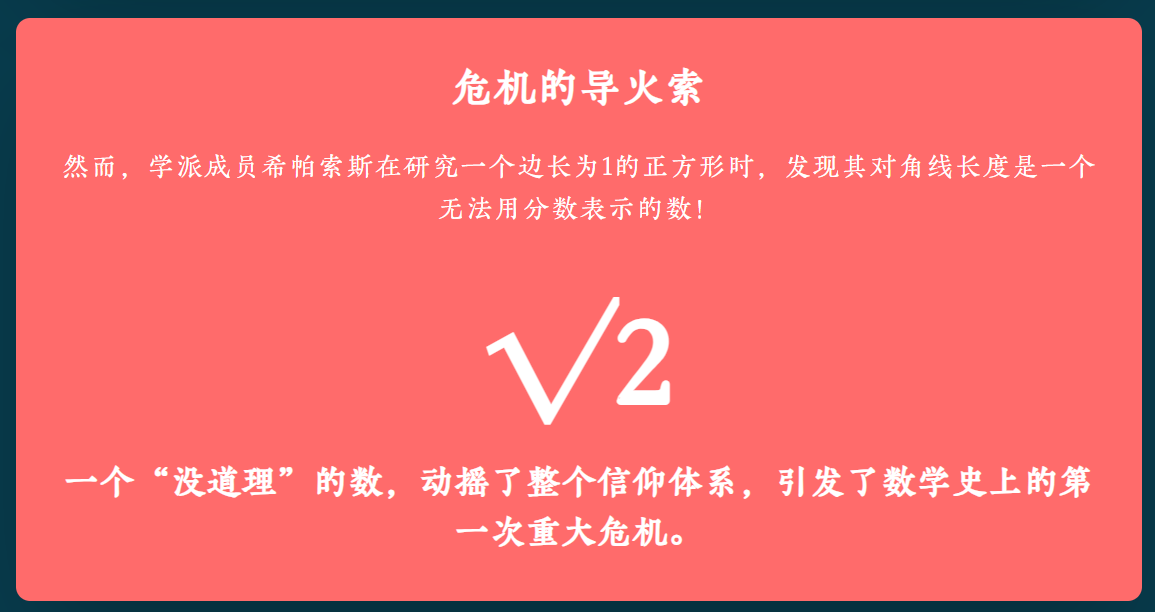 危机的导火索
然而，学派成员希帕索斯在研究一个边长为1的正方形时，发现其对角线长度是一个
无法用分数表示的数！
√2
一个“没道理”的数，动摇了整个信仰体系，引发了数学史上的第
一次重大危机。